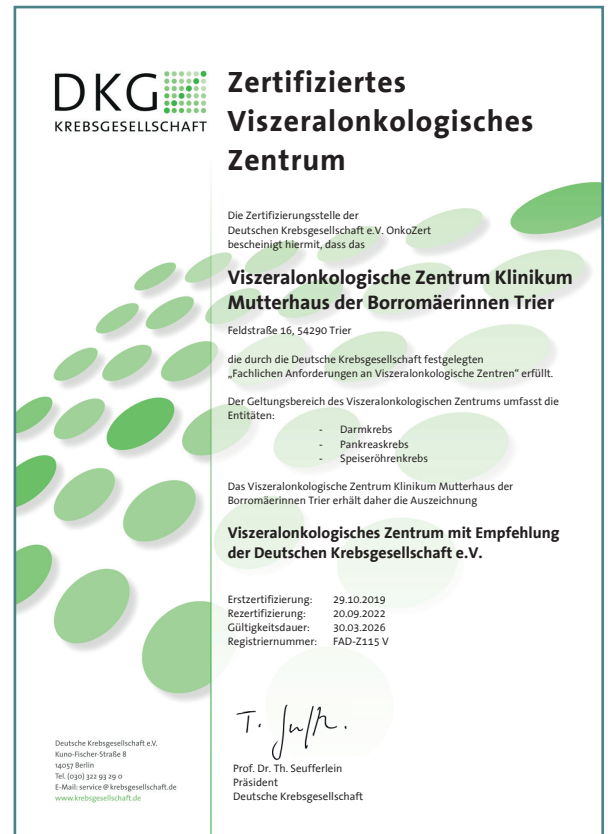 DKG
KREBSGESELLSCHAFT
Zertifiziertes
Viszeralonkologisches
Zentrum
Die Zertifizierungsstelle der
Deutschen Krebsgesellschaft e.V. OnkoZert
bescheinigt hiermit, dass das
Viszeralonkologische Zentrum Klinikum
Mutterhaus der Borromäerinnen Trier
Feldstraße 16, 54290 Trier
die durch die Deutsche Krebsgesellschaft festgelegten
„Fachlichen Anforderungen an Viszeralonkologische Zentren“ erfüllt.
Der Geltungsbereich des Viszeralonkologischen Zentrums umfasst die
Entitäten:
- Darmkrebs
- Pankreaskrebs
- Speiseröhrenkrebs
Das Viszeralonkologische Zentrum Klinikum Mutterhaus der
Borromäerinnen Trier erhält daher die Auszeichnung
Viszeralonkologisches Zentrum mit Empfehlung
der Deutschen Krebsgesellschaft e.V.
Erstzertifizierung: 29.10.2019
Rezertifizierung: 20.09.2022
Gültigkeitsdauer: 30.03.2026
Registriernummer: FAD-Z115 V
T.
Prof. Dr. Th. Seufferlein
Präsident
Deutsche Krebsgesellschaft
Deutsche Krebsgesellschaft e.V.
Kuno-Fischer-Straße 8
14057 Berlin
Tel. (030) 322 93 29 0
E-Mail: service@krebsgesellschaft.de
www.krebsgesellschaft.de